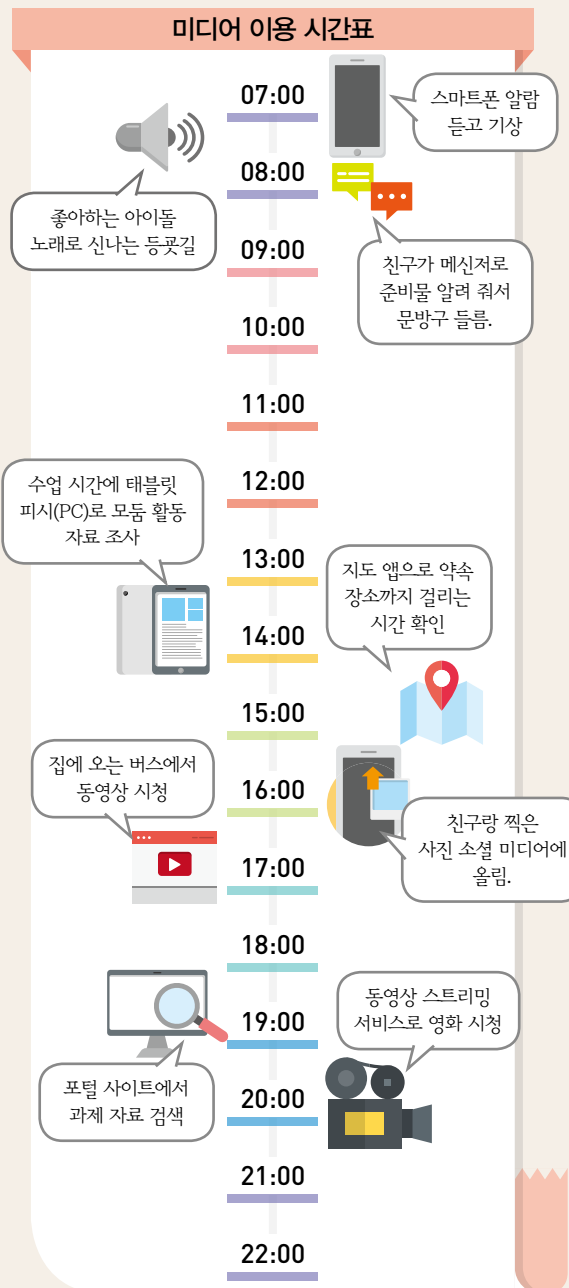 미디어 이용 시간표
07:00
스마트폰 알람
듣고 기상
08:00
좋아하는 아이돌
노래로 신나는 등굣길
친구가 메신저로
준비물 알려 줘서
문방구 들름.
09:00
10:00
11:00
12:00
수업 시간에 태블릿
피시(PC)로 모둠 활동
자료 조사
13:00
지도 앱으로 약속
장소까지 걸리는
시간 확인
14:00
15:00
집에 오는 버스에서
동영상 시청
16:00
친구랑 찍은
사진 소셜 미디어에
올림.
17:00
18:00
19:00
동영상 스트리밍
서비스로 영화 시청
포털 사이트에서
과제 자료 검색
20:00
21:00
22:00